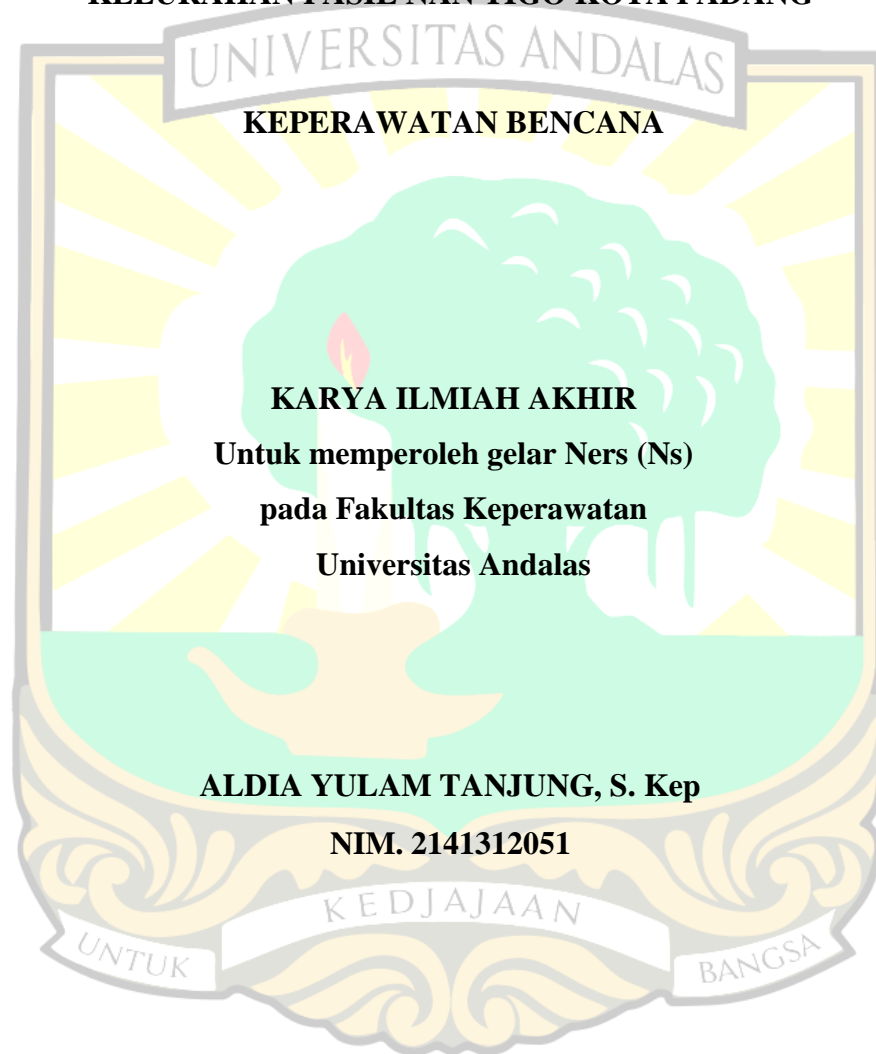 KELURAHAN PASIE NAN TIGO KOTA PADANG
UNIVERSITAS ANDALAS
KEPERAWATAN BENCANA
KARYA ILMIAH AKHIR
Untuk memperoleh gelar Ners (Ns)
pada Fakultas Keperawatan
Universitas Andalas
ALDIA YULAM TANJUNG, S. Kep
NIM. 2141312051
UNTUK KEDJAJAAN BANGSA